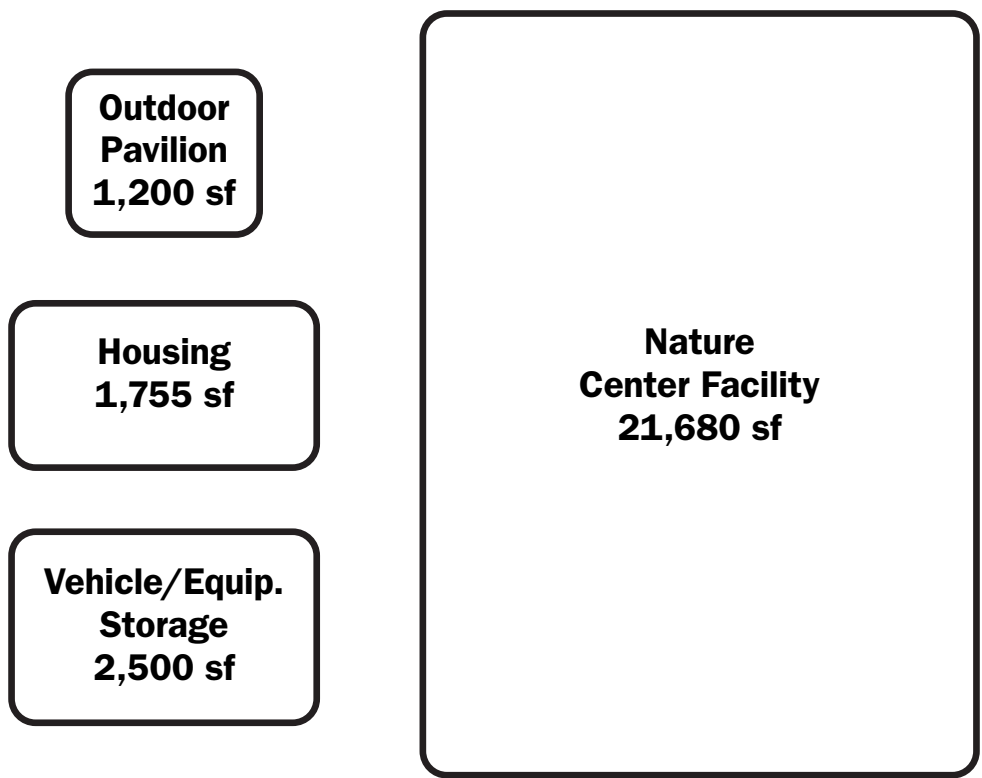 Outdoor
Pavilion
1,200 sf
Housing
1,755 sf
Vehicle/Equip.
Storage
2,500 sf
Nature
Center Facility
21,680 sf